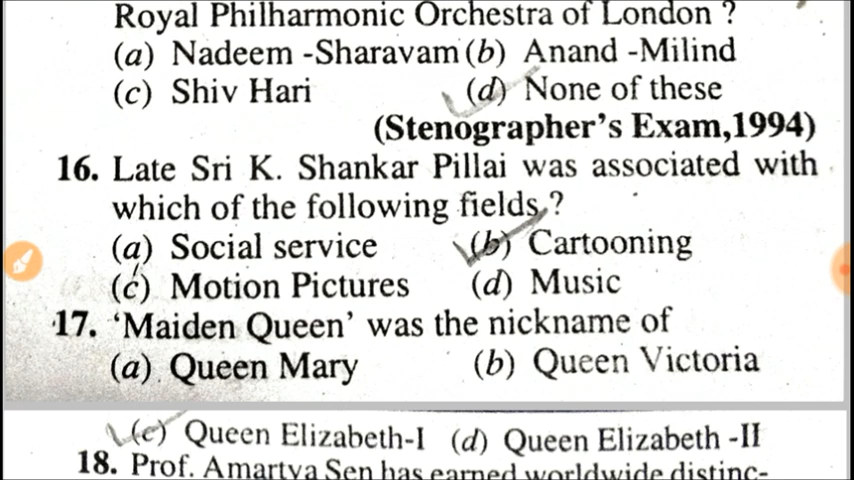 Royal Philharmonic Orchestra of London ?
(a) Nadeem -Sharavam (b) Anand -Milind
(c) Shiv Hari (d) None of these
(Stenographer's Exam,1994)
16. Late Sri K. Shankar Pillai was associated with
which of the following fields ?
(a) Social service (b) Cartooning
(c) Motion Pictures (d) Music
17. 'Maiden Queen' was the nickname of
(a) Queen Mary (b) Queen Victoria
(c) Queen Elizabeth-I (d) Queen Elizabeth -II
18. Prof. Amartya Sen has earned worldwide distinc-